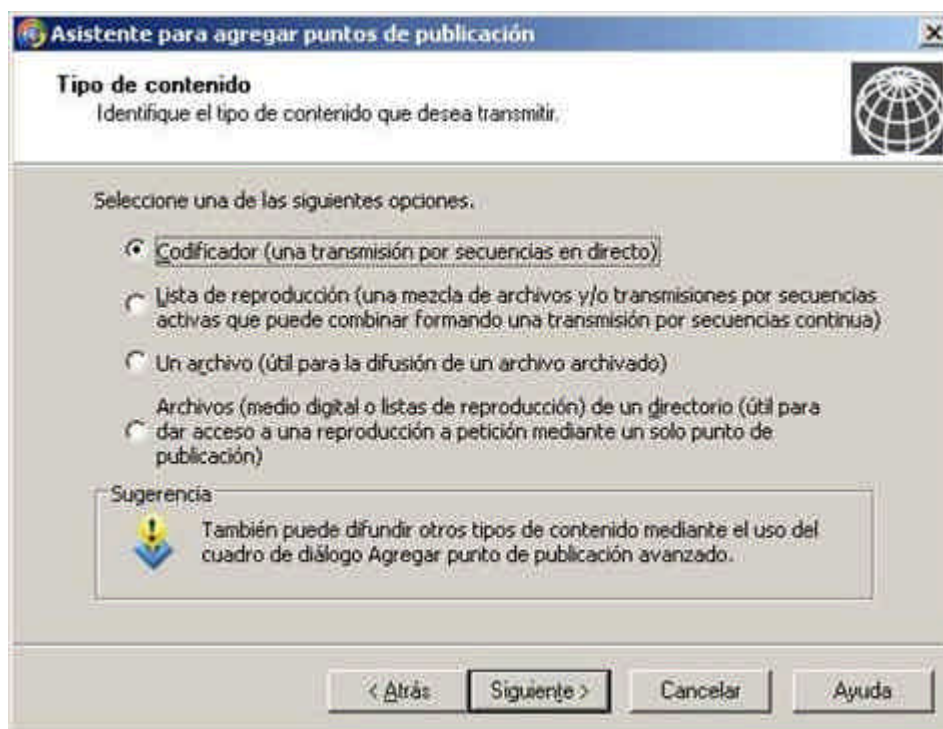 Asistente para agregar puntos de publicación
Tipo de contenido
Identifique el tipo de contenido que desea transmitir.
Seleccione una de las siguientes opciones.
Codificador (una transmisión por secuencias en directo)
Lista de reproducción (una mezcla de archivos y/o transmisiones por secuencias
activas que puede combinar formando una transmisión por secuencias continua)
Un archivo (útil para la difusión de un archivo archivado)
Archivos (medio digital o listas de reproducción) de un directorio (útil para
dar acceso a una reproducción a petición mediante un solo punto de
publicación)
Sugerencia
También puede difundir otros tipos de contenido mediante el uso del
cuadro de diálogo Agregar punto de publicación avanzado.
< Atrás Siguiente > Cancelar Ayuda